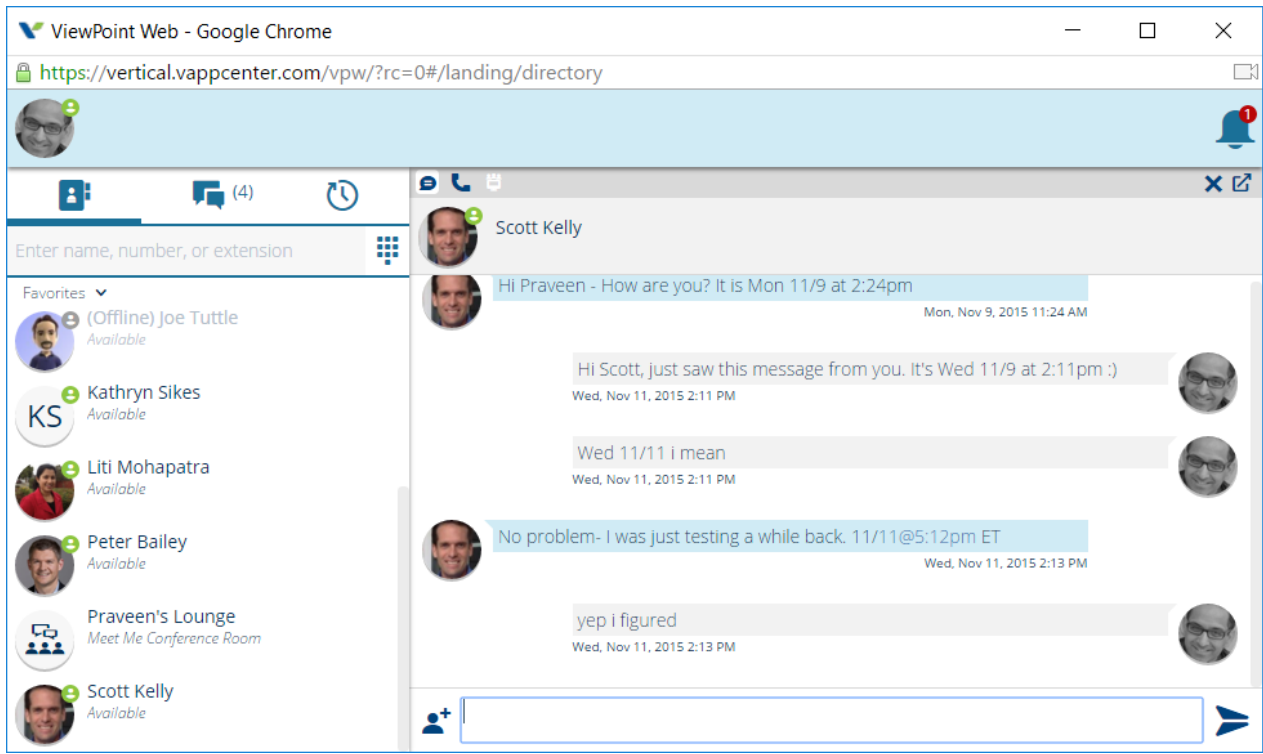 ViewPoint Web - Google Chrome
https://vertical.vappcenter.com/vpw/?rc=0#/landing/directory
1
(4)
Enter name, number, or extension
Favorites
(Offline) Joe Tuttle
Available
KS
Kathryn Sikes
Available
Liti Mohapatra
Available
Peter Bailey
Available
Praveen's Lounge
Meet Me Conference Room
Scott Kelly
Available
Scott Kelly
Hi Praveen - How are you? It is Mon 11/9 at 2:24pm
Mon, Nov 9, 2015 11:24 AM
Hi Scott, just saw this message from you. It's Wed 11/9 at 2:11pm :)
Wed, Nov 11, 2015 2:11 PM
Wed 11/11 i mean
Wed, Nov 11, 2015 2:11 PM
No problem- I was just testing a while back. 11/11@5:12pm ET
Wed, Nov 11, 2015 2:13 PM
yep i figured
Wed, Nov 11, 2015 2:13 PM